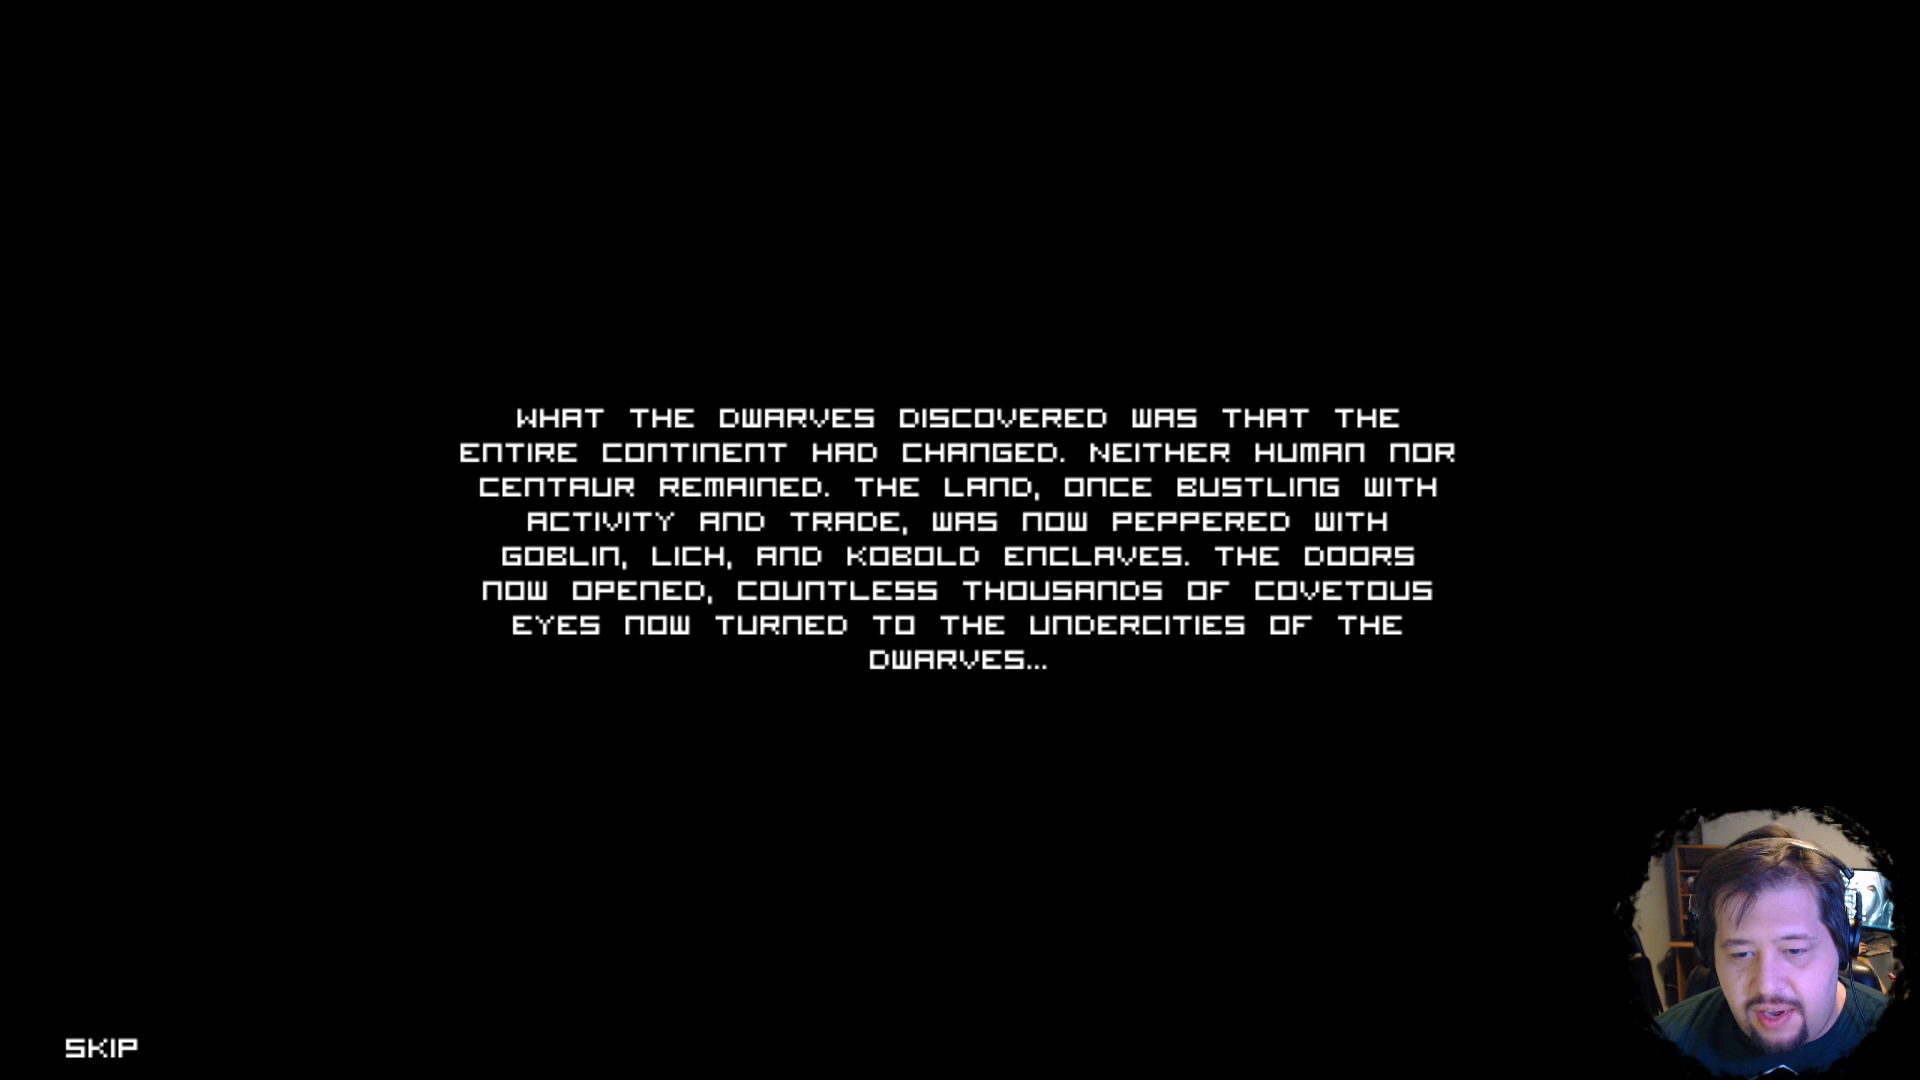 WHAT THE DWARVES DISCOVERED WAS THAT THE
ENTIRE CONTINENT HAD CHANGED. NEITHER HUMAN NOR
CENTAUR REMAINED. THE LAND, ONCE BUSTLING WITH
ACTIVITY AND TRADE, WAS NOW PEPPERED WITH
GOBLIN, LICH, AND KOBOLD ENCLAVES. THE DOORS
NOW OPENED, COUNTLESS THOUSANDS OF COVETOUS
EYES NOW TURNED TO THE UNDERCITIES OF THE
DWARVES...
SKIP